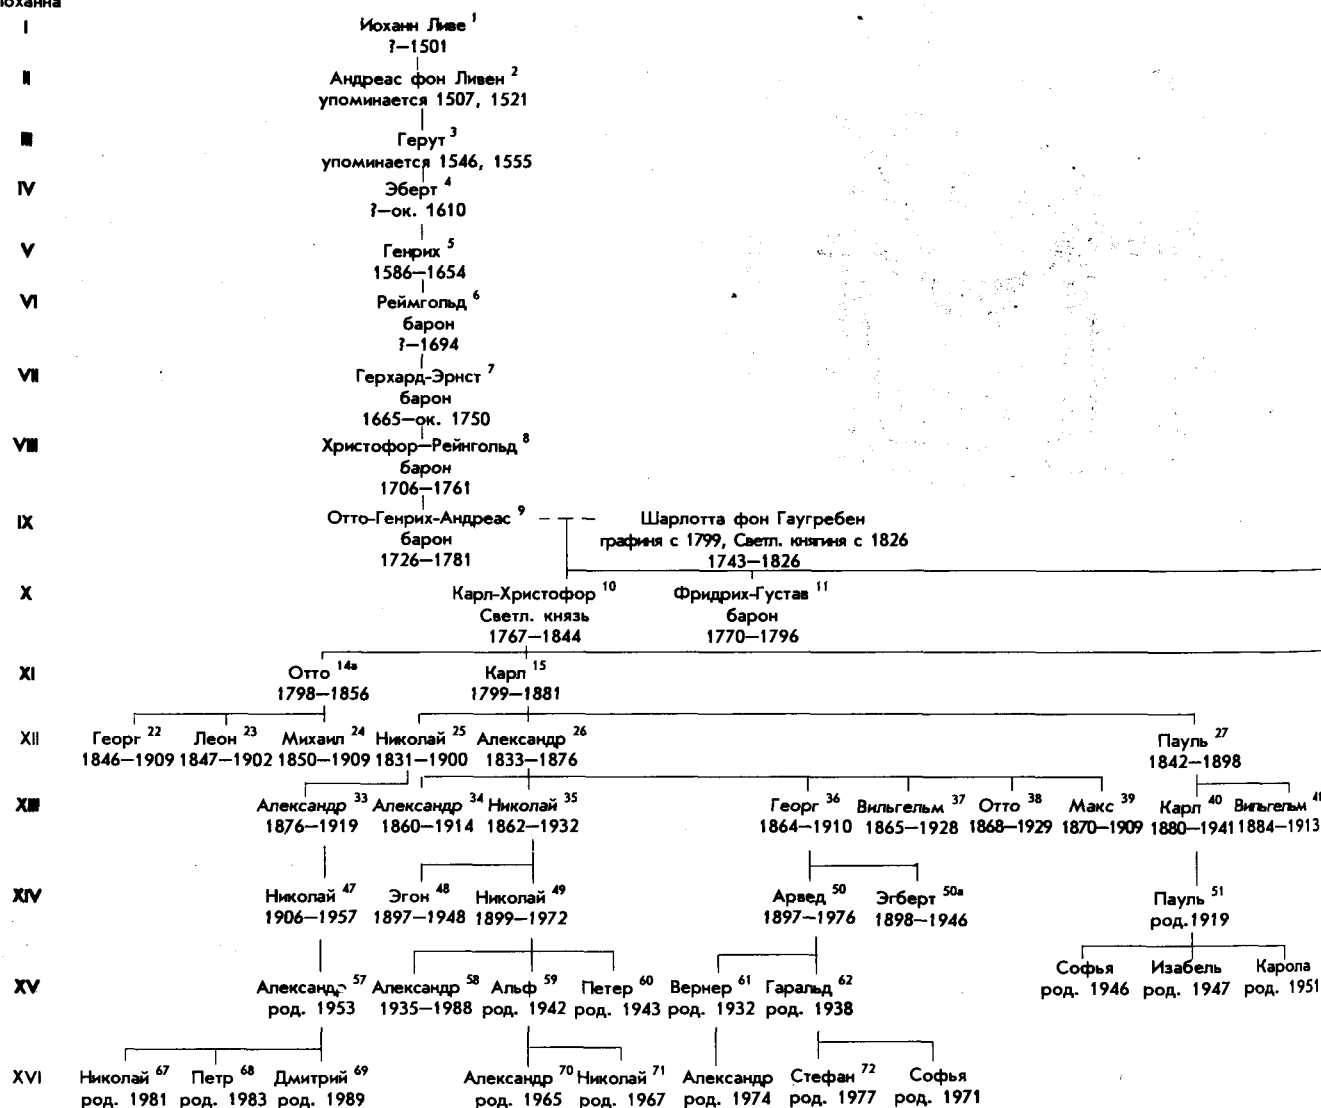 I
Иоханн Ливе 1
?—1501
II
Андреас фон Ливен 2
упоминается 1507, 1521
III
Герут 3
упоминается 1546, 1555
IV
Эберт 4
?—ок. 1610
V
Генрих 5
1586—1654
VI
Реймгольд 6
барон
?—1694
VII
Герхард-Эрнст 7
барон
1665—ок. 1750
VIII
Христофор—Рейнгольд 8
барон
1706—1761
IX
Отто-Генрих-Андреас 9 Шарлотта фон Гаугребен
барон графиня с 1799, Светл. княгиня с 1826
1726—1781 1743—1826
X
Карл-Христофор 10 Фридрих-Густав 11
Светл. князь барон
1767—1844 1770—1796
XI
Отто 14а Карл 15
1798—1856 1799—1881
XII Георг 22 Леон 23 Михаил 24 Николай 25 Александр 26 Пауль 27
1846—1909 1847—1902 1850—1909 1831—1900 1833—1876 1842—1898
XIII Александр 33 Александр 34 Николай 35 Георг 36 Вильгельм 37 Отто 38 Макс 39 Карл 40 Вильгельм 41
1876—1919 1860—1914 1862—1932 1864—1910 1865—1928 1868—1929 1870—1909 1880—1941 1884—1913
XIV Николай 47 Эгон 48 Николай 49 Арвед 50 Эгберт 50а Пауль 51
1906—1957 1897—1948 1899—1972 1897—1976 1898—1946 род.1919
XV Александр 57 Александр 58 Альф 59 Петер 60 Вернер 61 Гаральд 62 Софья Изабель Карола
род. 1953 1935—1988 род. 1942 род. 1943 род. 1932 род. 1938 род. 1946 род. 1947 род. 1951
XVI Николай 67 Петр 68 Дмитрий 69 Александр 70 Николай 71 Александр Стефан 72 Софья
род. 1981 род. 1983 род. 1989 род. 1965 род. 1967 род. 1974 род. 1977 род. 1971